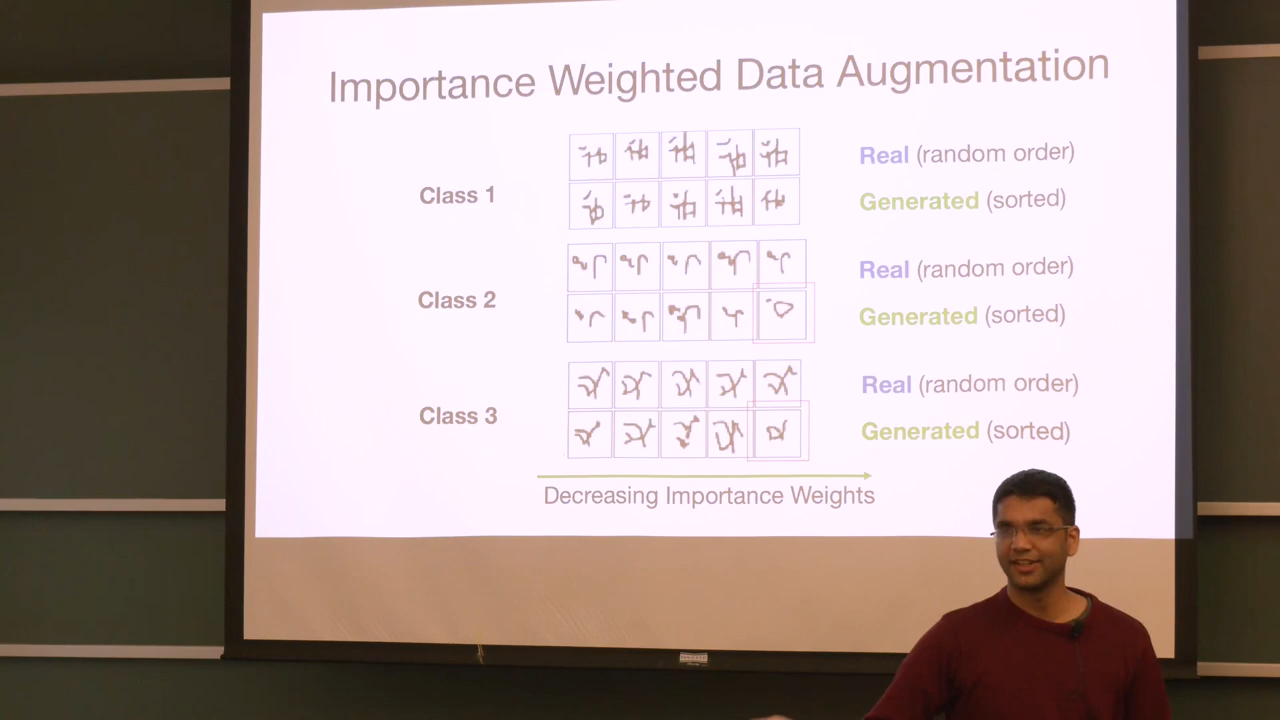 Importance Weighted Data Augmentation
Class 1
Real (random order)
Generated (sorted)
Class 2
Real (random order)
Generated (sorted)
Class 3
Real (random order)
Generated (sorted)
Decreasing Importance Weights